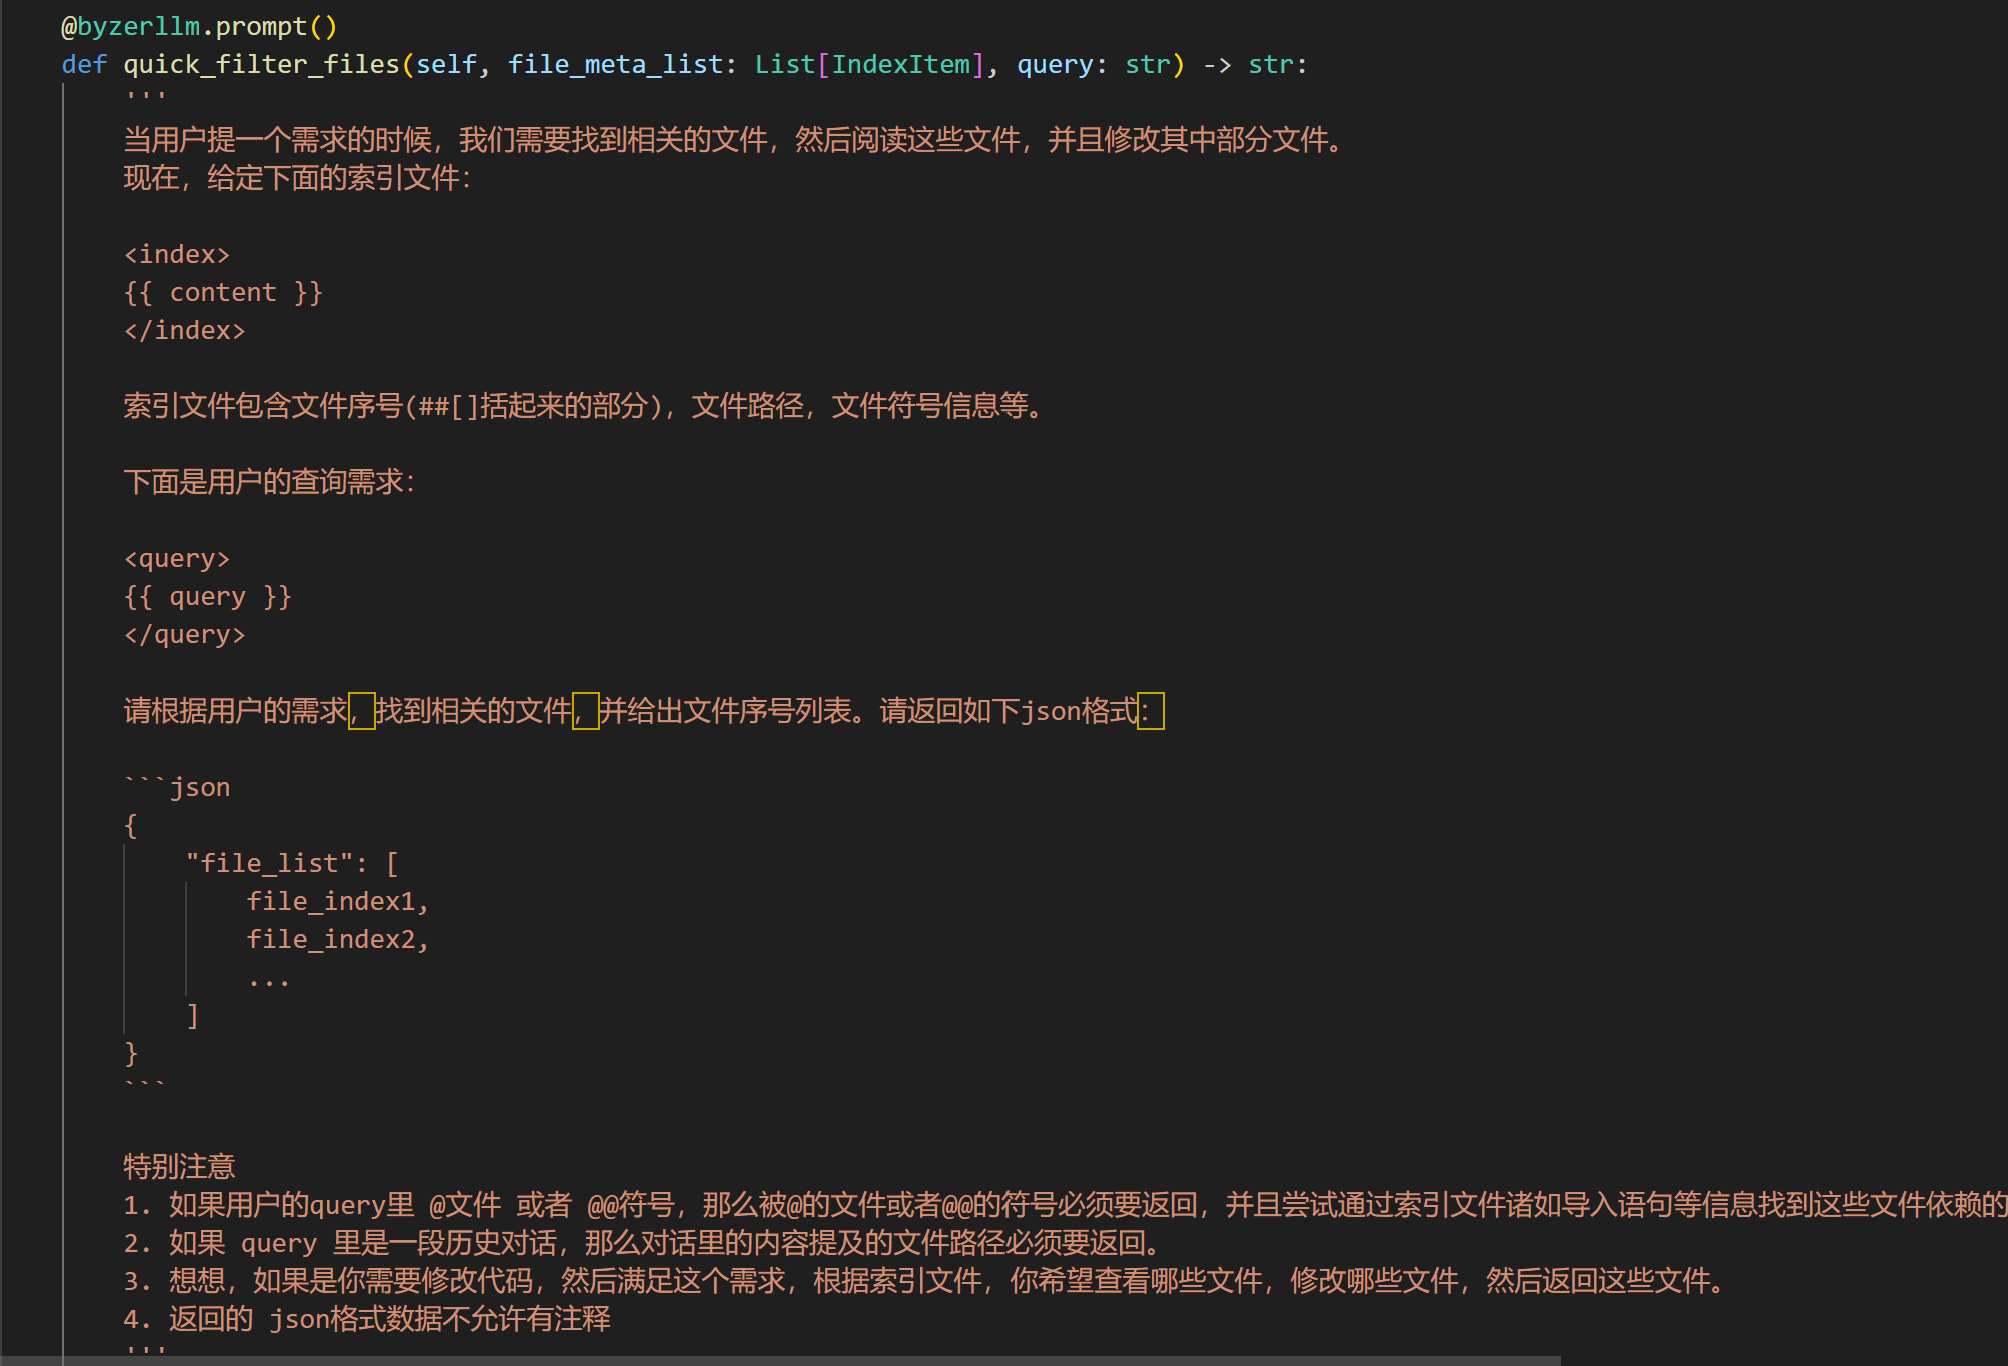 @byzerllm.prompt()
def quick_filter_files(self, file_meta_list: List[IndexItem], query: str) -> str:
    '''
    当用户提一个需求的时候，我们需要找到相关的文件，然后阅读这些文件，并且修改其中部分文件。
    现在，给定下面的索引文件：

    <index>
    {{ content }}
    </index>

    索引文件包含文件序号(##[]括起来的部分)，文件路径，文件符号信息等。

    下面是用户的查询需求：

    <query>
    {{ query }}
    </query>

    请根据用户的需求，找到相关的文件，并给出文件序号列表。请返回如下json格式：

    ```json
    {
        "file_list": [
            file_index1,
            file_index2,
            ...
        ]
    }
    ```

    特别注意
    1. 如果用户的query里 @文件 或者 @@符号，那么被@的文件或者@@的符号必须要返回，并且尝试通过索引文件诸如导入语句等信息找到这些文件依赖的
    2. 如果 query 里是一段历史对话，那么对话里的内容提及的文件路径必须要返回。
    3. 想想，如果是你需要修改代码，然后满足这个需求，根据索引文件，你希望查看哪些文件，修改哪些文件，然后返回这些文件。
    4. 返回的 json格式数据不允许有注释
    '''